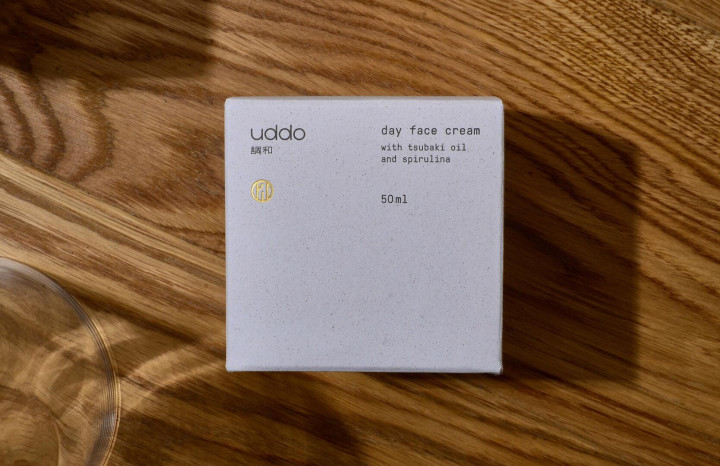 uddo
調和
day face cream
with tsubaki oil
and spirulina
50ml